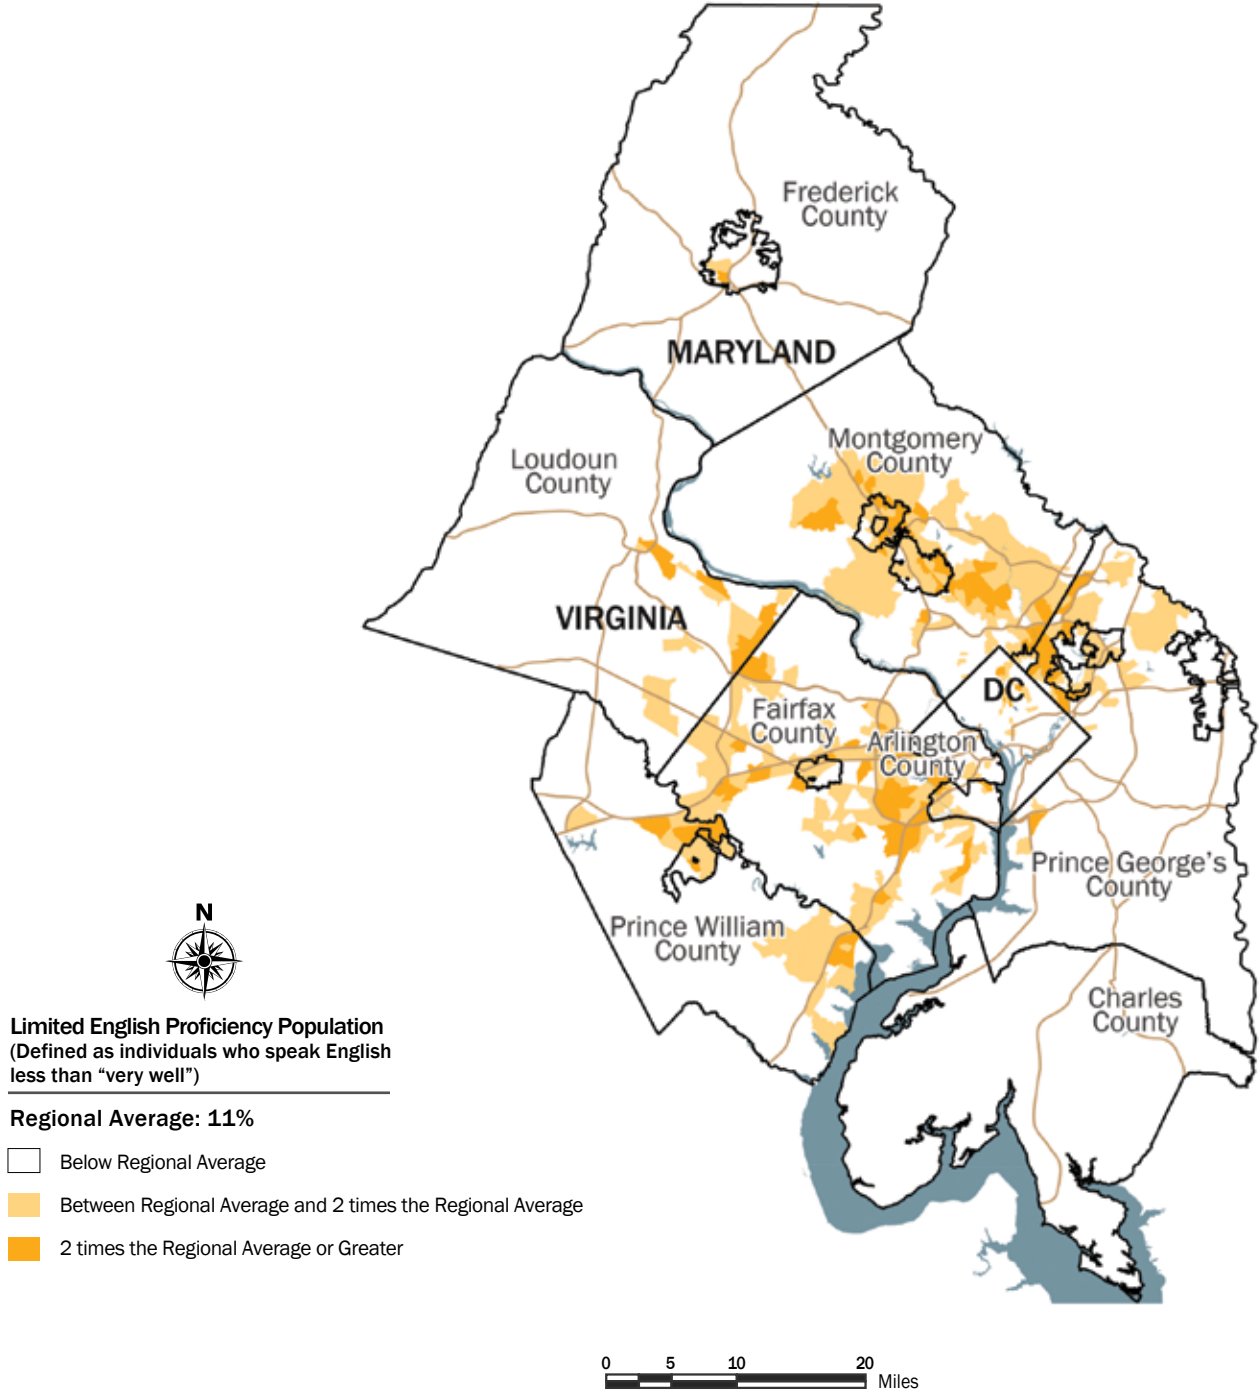 Frederick
County
MARYLAND
Montgomery
County
Loudoun
County
VIRGINIA
DC
Fairfax
County
Arlington
County
Prince George's
County
Prince William
County
Charles
County
N
Limited English Proficiency Population
(Defined as individuals who speak English
less than “very well”)
Regional Average: 11%
Below Regional Average
Between Regional Average and 2 times the Regional Average
2 times the Regional Average or Greater
0 5 10 20
Miles